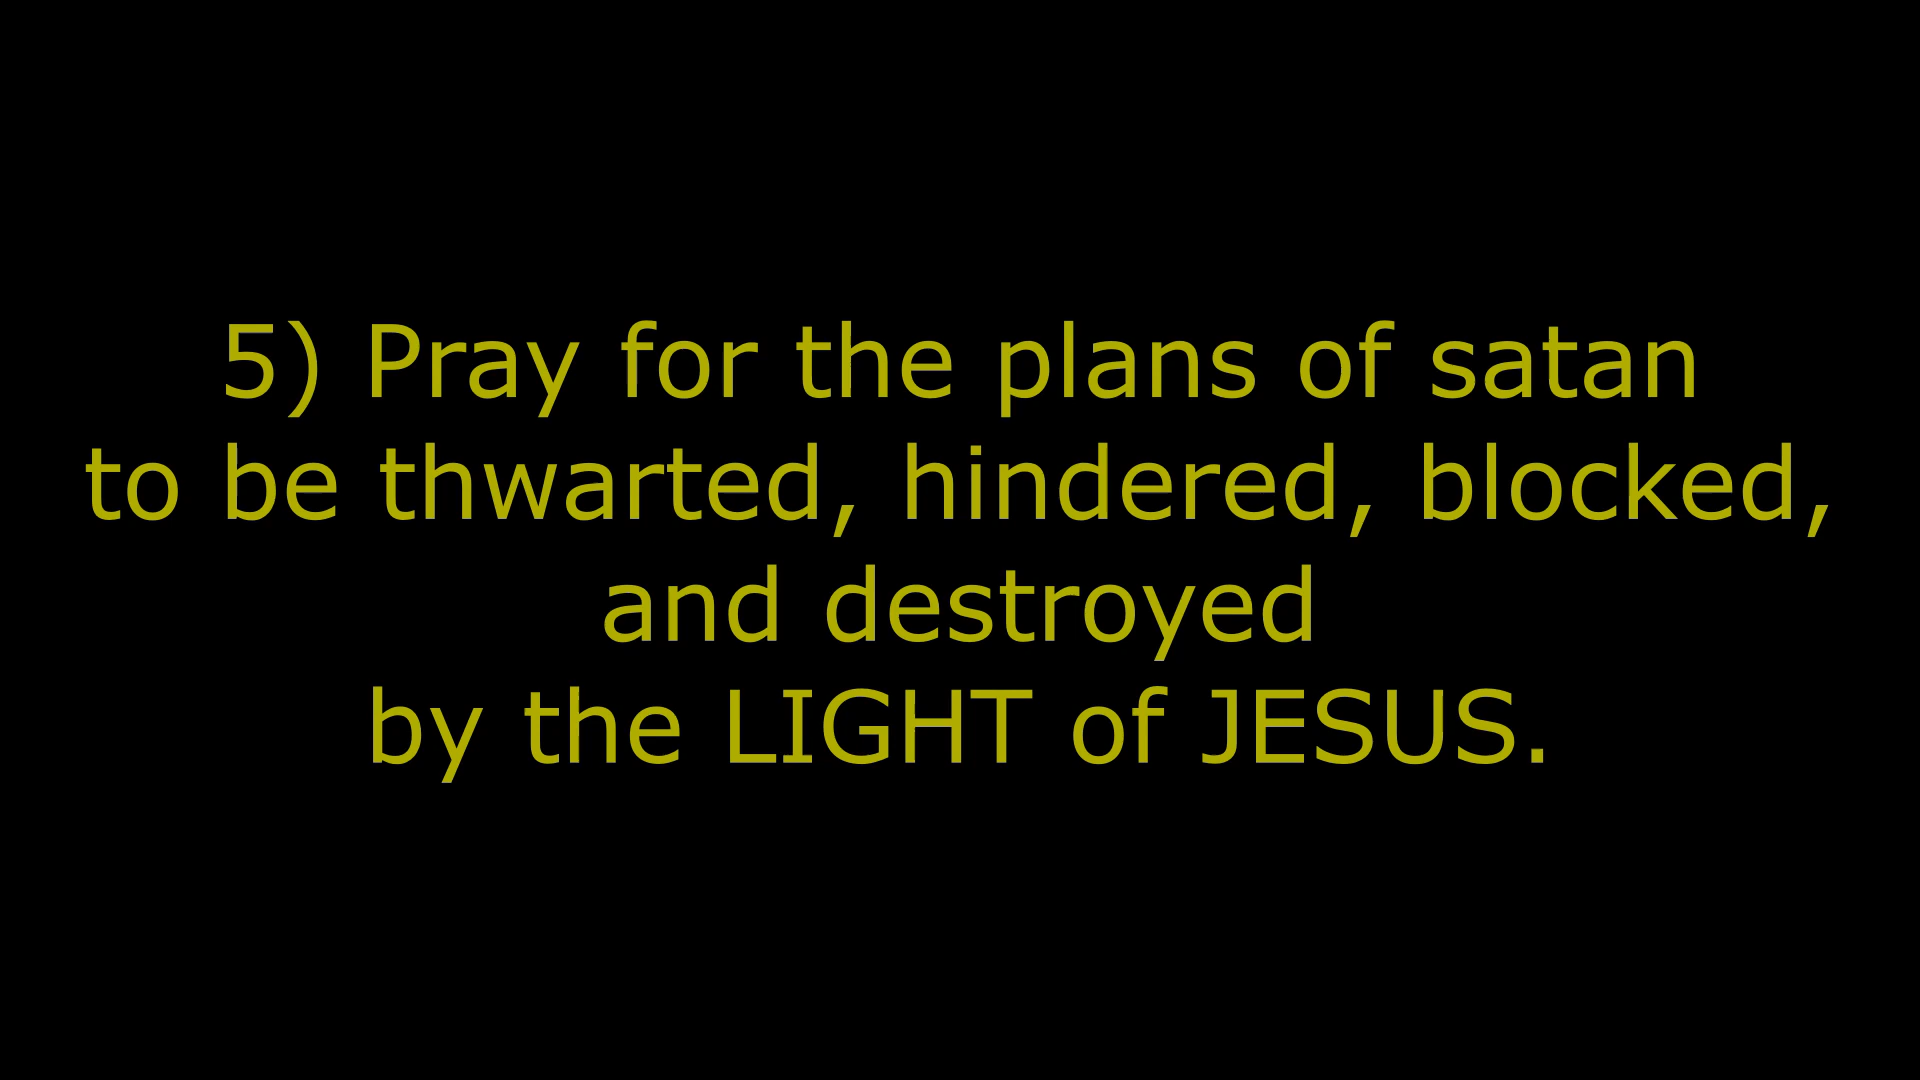 5) Pray for the plans of satan
to be thwarted, hindered, blocked,
and destroyed
by the LIGHT of JESUS.